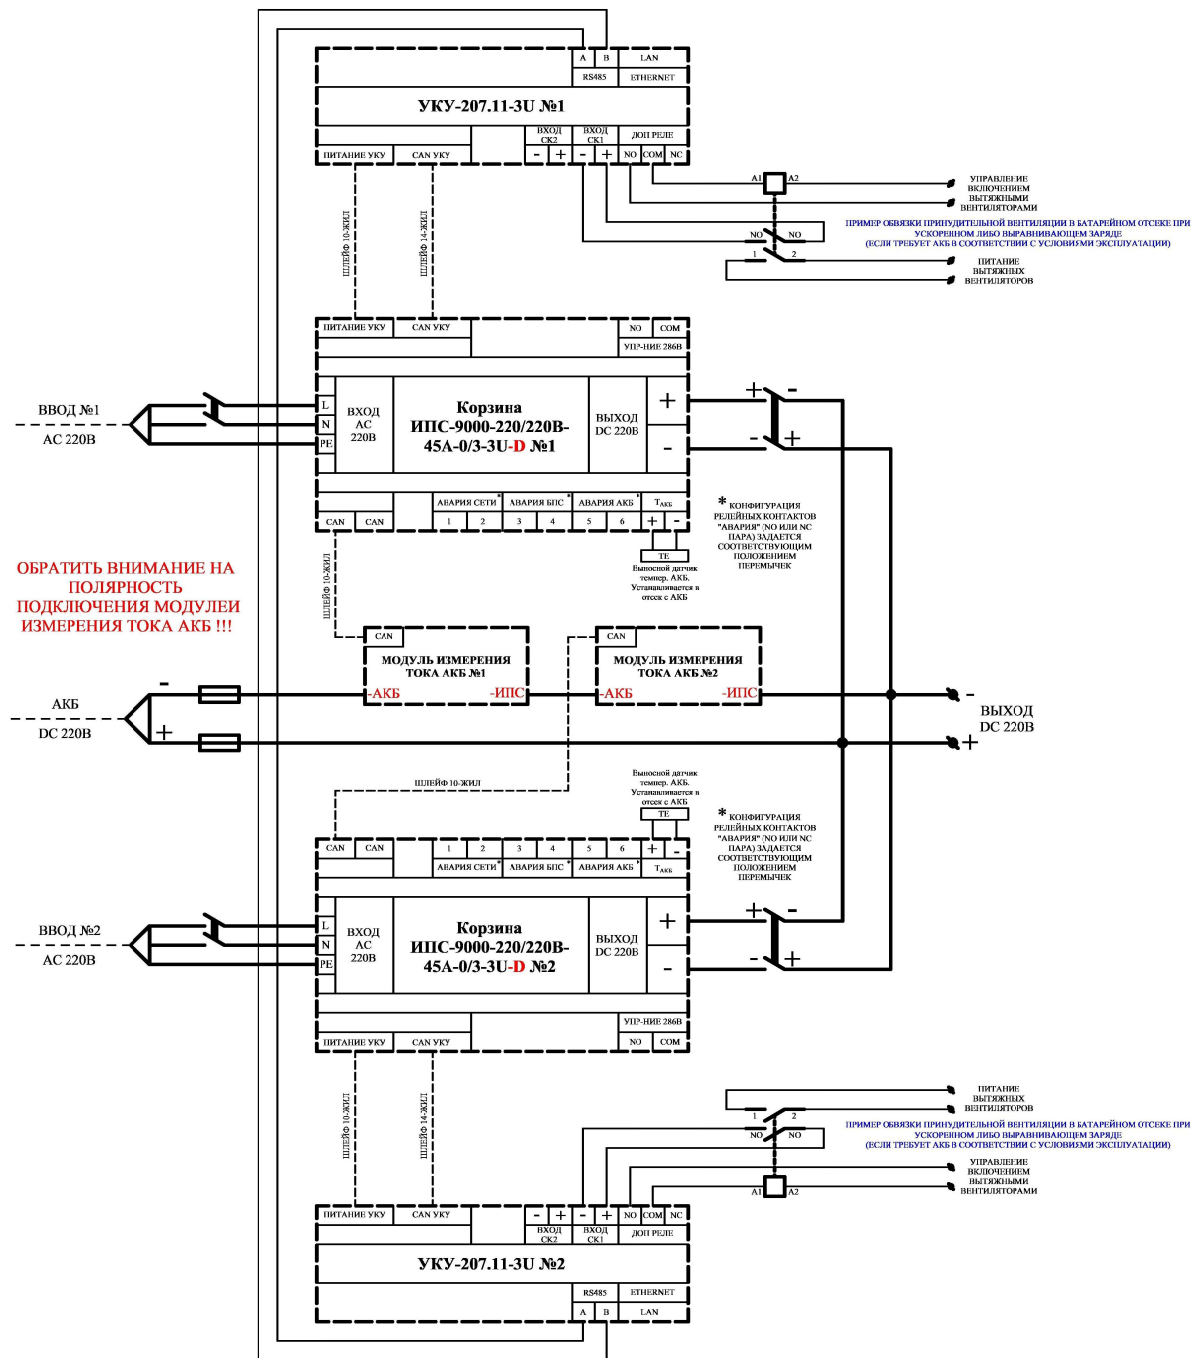 A B LAN
RS485 ETHERNET
УКУ-207.11-3U №1
ВХОД СК2 ВХОД СК1 ДОП РЕЛЕ
ПИТАНИЕ УКУ CAN УКУ - + - + NO COM NC
A1 A2
УПРАВЛЕНИЕ
ВКЛЮЧЕНИЕМ
ВЫТЯЖНЫМИ
ВЕНТИЛЯТОРАМИ
ПРИМЕР ОБВЯЗКИ ПРИНУДИТЕЛЬНОЙ ВЕНТИЛЯЦИИ В БАТАРЕЙНОМ ОТСЕКЕ ПРИ
УСКОРЕННОМ ЛИБО ВЫРАВНИВАЮЩЕМ ЗАРЯДЕ
(ЕСЛИ ТРЕБУЕТ АКБ В СООТВЕТСТВИИ С УСЛОВИЯМИ ЭКСПЛУАТАЦИИ)
NO NO
1 2
ПИТАНИЕ
ВЫТЯЖНЫХ
ВЕНТИЛЯТОРОВ
ШЛЕЙФ 10-ЖИЛ
ШЛЕЙФ 14-ЖИЛ
ПИТАНИЕ УКУ CAN УКУ NO COM
УПР-НИЕ 286В
ВВОД №1
AC 220В
L
N
PE
ВХОД
АС
220В
Корзина
ИПС-9000-220/220В-
45А-0/3-3U-D №1
ВЫХОД
DC 220В
+
-
+ -
- +
АВАРИЯ СЕТИ* АВАРИЯ БПС* АВАРИЯ АКБ* ТАКБ
CAN CAN 1 2 3 4 5 6 + -
TE
Выносной датчик
темпер. АКБ.
Устанавливается в
отсек с АКБ
* КОНФИГУРАЦИЯ
РЕЛЕЙНЫХ КОНТАКТОВ
"АВАРИЯ" (NO ИЛИ NC
ПАРА) ЗАДАЕТСЯ
СООТВЕТСТВУЮЩИМ
ПОЛОЖЕНИЕМ
ПЕРЕМЫЧЕК
ШЛЕЙФ 10-ЖИЛ
ОБРАТИТЬ ВНИМАНИЕ НА
ПОЛЯРНОСТЬ
ПОДКЛЮЧЕНИЯ МОДУЛЕЙ
ИЗМЕРЕНИЯ ТОКА АКБ !!!
CAN
МОДУЛЬ ИЗМЕРЕНИЯ
ТОКА АКБ №1
-АКБ -ИПС
CAN
МОДУЛЬ ИЗМЕРЕНИЯ
ТОКА АКБ №2
-АКБ -ИПС
АКБ
DC 220В
-
+
-
ВЫХОД
DC 220В
+
ШЛЕЙФ 10-ЖИЛ
Выносной датчик
темпер. АКБ.
Устанавливается в
отсек с АКБ
TE
* КОНФИГУРАЦИЯ
РЕЛЕЙНЫХ КОНТАКТОВ
"АВАРИЯ" (NO ИЛИ NC
ПАРА) ЗАДАЕТСЯ
СООТВЕТСТВУЮЩИМ
ПОЛОЖЕНИЕМ
ПЕРЕМЫЧЕК
CAN CAN 1 2 3 4 5 6 + -
АВАРИЯ СЕТИ* АВАРИЯ БПС* АВАРИЯ АКБ* ТАКБ
ВВОД №2
AC 220В
L
N
PE
ВХОД
АС
220В
Корзина
ИПС-9000-220/220В-
45А-0/3-3U-D №2
ВЫХОД
DC 220В
+
-
+ -
- +
УПР-НИЕ 286В
ПИТАНИЕ УКУ CAN УКУ NO COM
ШЛЕЙФ 10-ЖИЛ
ШЛЕЙФ 14-ЖИЛ
ПИТАНИЕ
ВЫТЯЖНЫХ
ВЕНТИЛЯТОРОВ
1 2
NO NO
ПРИМЕР ОБВЯЗКИ ПРИНУДИТЕЛЬНОЙ ВЕНТИЛЯЦИИ В БАТАРЕЙНОМ ОТСЕКЕ ПРИ
УСКОРЕННОМ ЛИБО ВЫРАВНИВАЮЩЕМ ЗАРЯДЕ
(ЕСЛИ ТРЕБУЕТ АКБ В СООТВЕТСТВИИ С УСЛОВИЯМИ ЭКСПЛУАТАЦИИ)
УПРАВЛЕНИЕ
ВКЛЮЧЕНИЕМ
ВЫТЯЖНЫМИ
ВЕНТИЛЯТОРАМИ
A1 A2
ПИТАНИЕ УКУ CAN УКУ - + - + NO COM NC
ВХОД СК2 ВХОД СК1 ДОП РЕЛЕ
УКУ-207.11-3U №2
RS485 ETHERNET
A B LAN